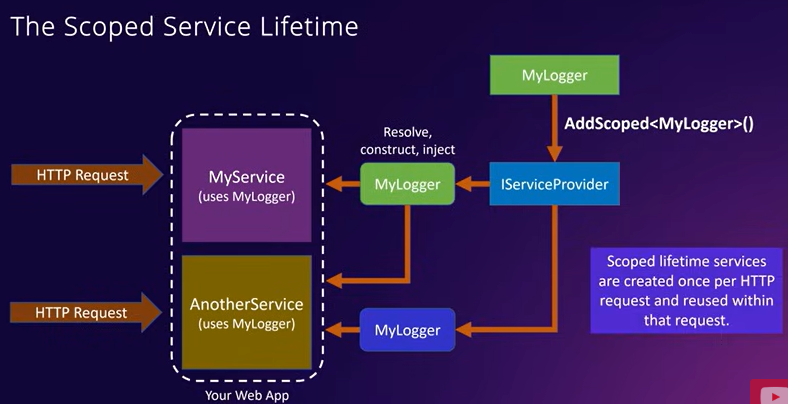 The Scoped Service Lifetime
MyLogger
AddScoped<MyLogger>()
Resolve,
construct, inject
HTTP Request
MyService
(uses MyLogger)
MyLogger
IServiceProvider
Scoped lifetime services
are created once per HTTP
request and reused within
that request.
HTTP Request
AnotherService
(uses MyLogger)
MyLogger
Your Web App